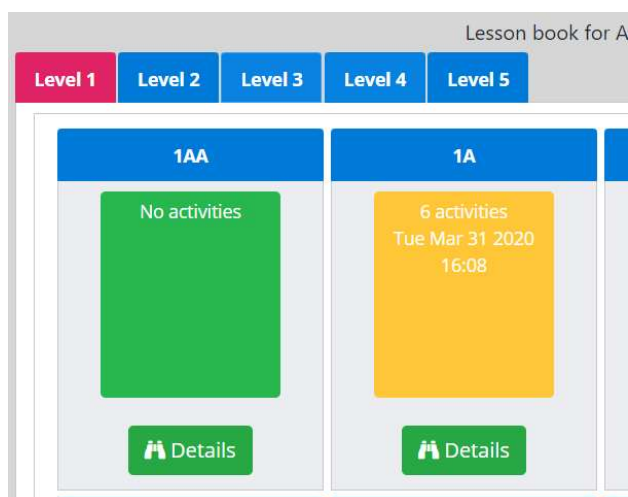 Lesson book for A
Level 1 Level 2 Level 3 Level 4 Level 5
1AA 1A
No activities
6 activities
Tue Mar 31 2020
16:08
Details Details